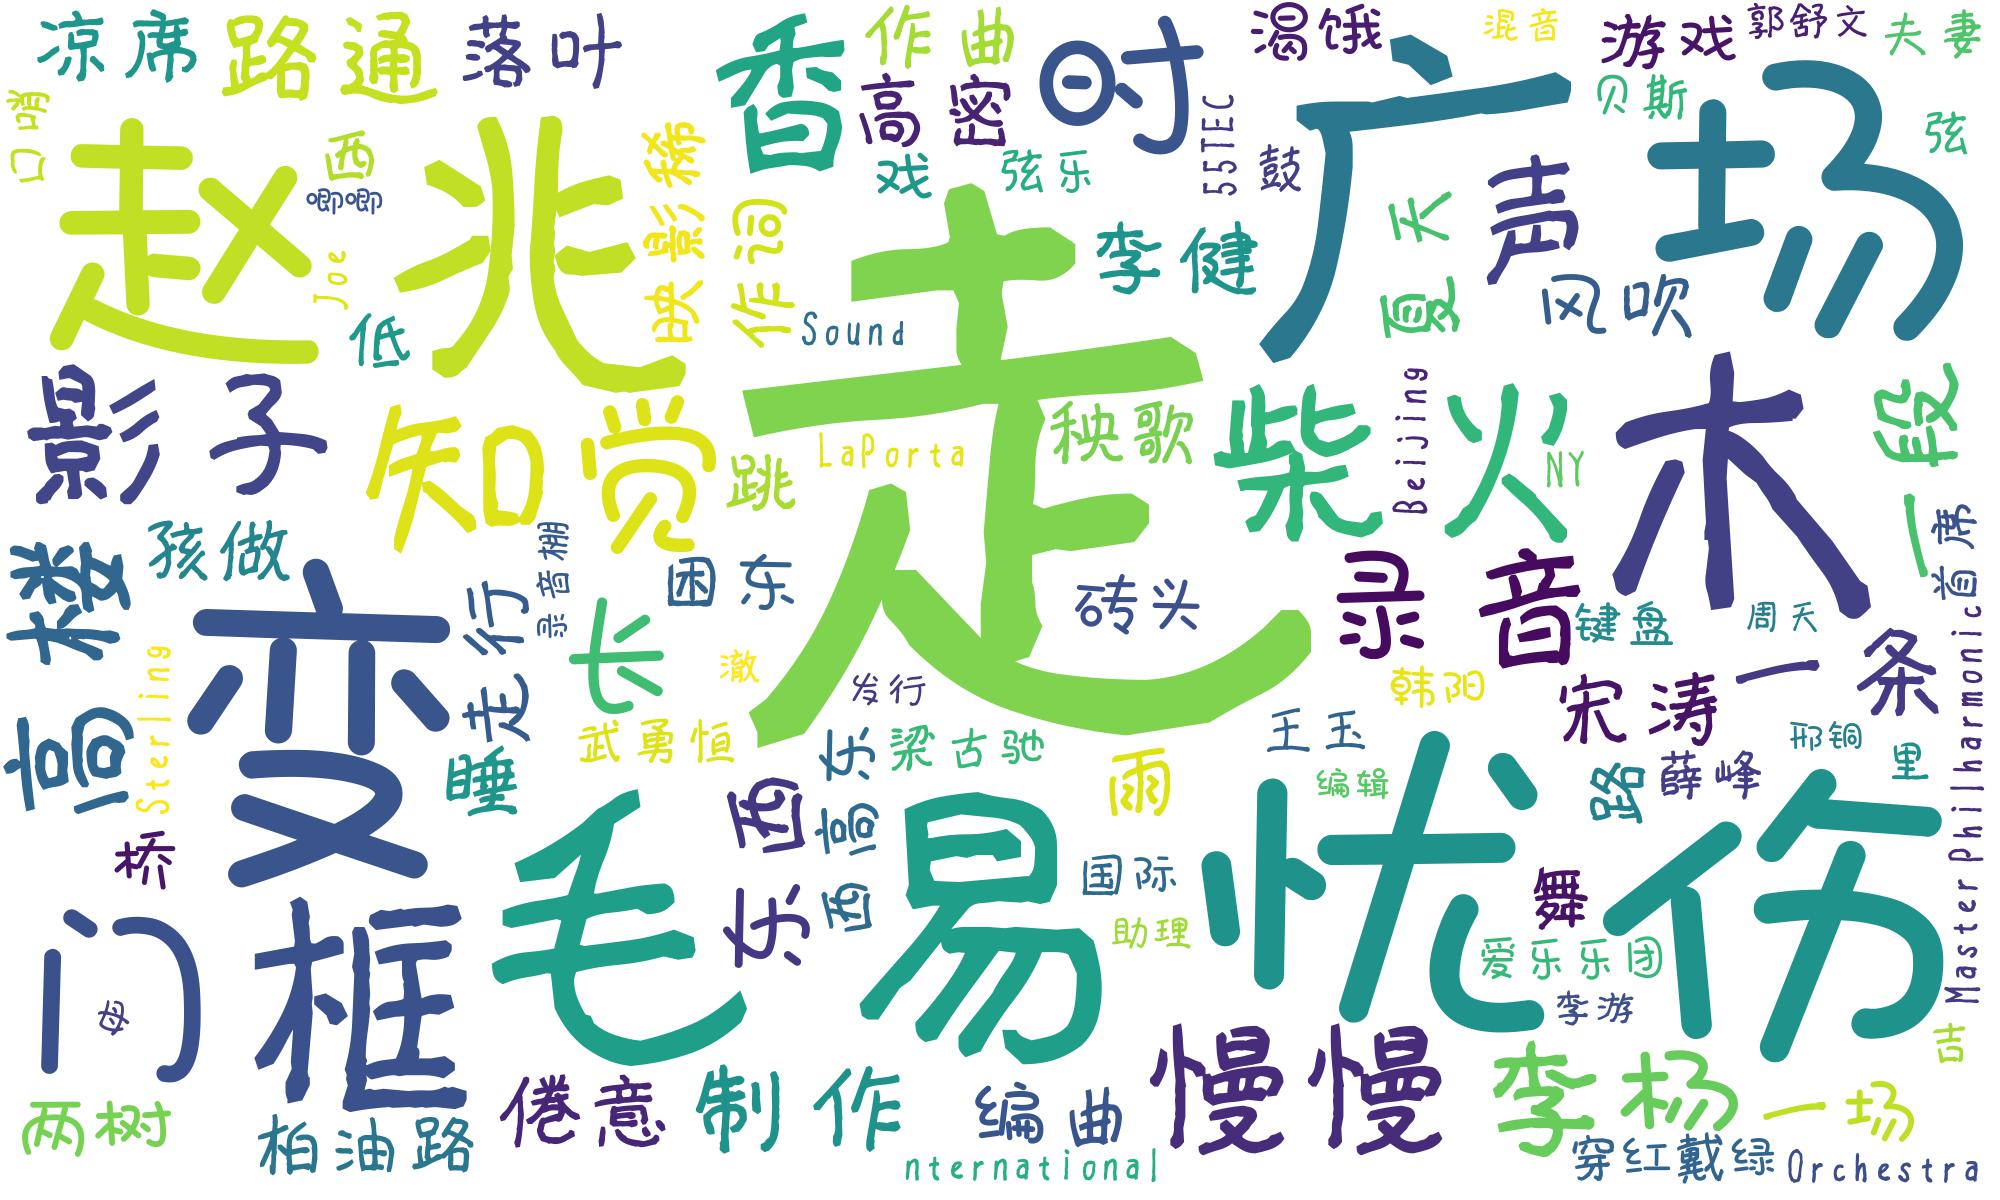 凉席
路通
落叶
香
作曲
时
渴饿
混音
游戏
郭舒文
夫妻
口哨
赵
兆
西
唧唧
Joe
低
映影稀
作词
高密
戏
弦乐
55TEC
鼓
广场
贝斯
弦
夏天
声
李健
风吹
Sound
走
影子
知觉
跳
LaPorta
秧歌
柴火
Beijing
NY
木
一段
首席
高楼
孩做
录音棚
走行
困东
砖头
录音
键盘
周天
变
长
澈
发行
韩阳
宋涛
一条
Sterling
武勇恒
东
梁古驰
雨
王玉
编辑
路
薛峰
邢铜
里
MasterPhilharmonic
桥
睡
毛
东西
西高
易
国际
助理
忧伤
舞
爱乐乐团
李游
吉
门框
母
两树
柏油路
倦意
制作
编曲
慢慢
李杨
一场
穿红戴绿
nternational
Orchestra